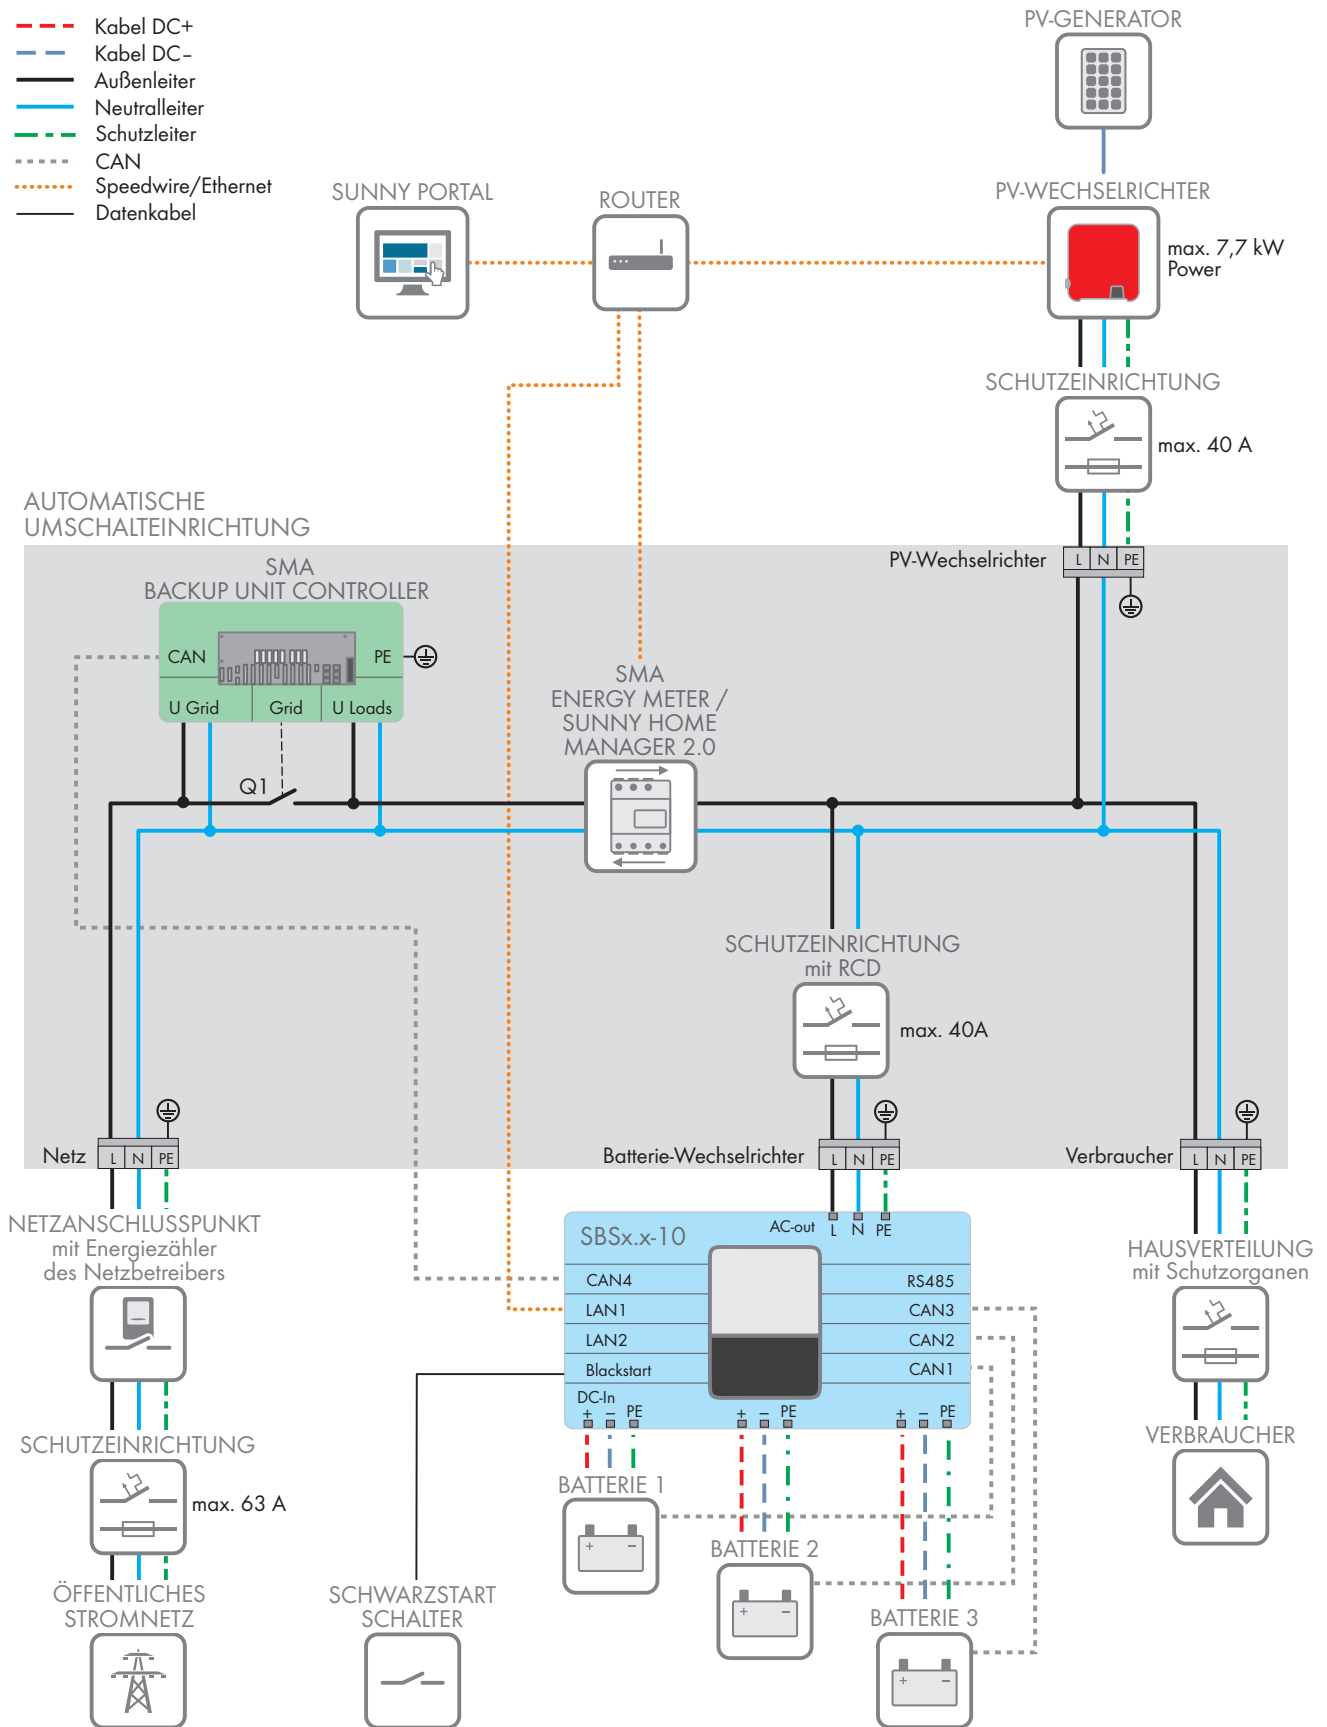 Kabel DC+
Kabel DC–
Außenleiter
Neutralleiter
Schutzleiter
CAN
Speedwire/Ethernet
Datenkabel
PV-GENERATOR
SUNNY PORTAL
ROUTER
PV-WECHSELRICHTER
max. 7,7 kW
Power
SCHUTZEINRICHTUNG
max. 40 A
AUTOMATISCHE
UMSCHALTEINRICHTUNG
PV-Wechselrichter
L N PE
SMA
BACKUP UNIT CONTROLLER
CAN
PE
U Grid
Grid
U Loads
Q1
SMA
ENERGY METER /
SUNNY HOME
MANAGER 2.0
SCHUTZEINRICHTUNG
mit RCD
max. 40A
Netz
L N PE
Batterie-Wechselrichter
L N PE
Verbraucher
L N PE
NETZANSCHLUSSPUNKT
mit Energiezähler
des Netzbetreibers
SBSx.x-10
AC-out
L N PE
CAN4
LAN1
LAN2
Blackstart
RS485
CAN3
CAN2
CAN1
DC-In
+ – PE
+ – PE
+ – PE
HAUSVERTEILUNG
mit Schutzorganen
VERBRAUCHER
SCHUTZEINRICHTUNG
max. 63 A
BATTERIE 1
+ –
BATTERIE 2
+ –
BATTERIE 3
+ –
ÖFFENTLICHES
STROMNETZ
SCHWARZSTART
SCHALTER